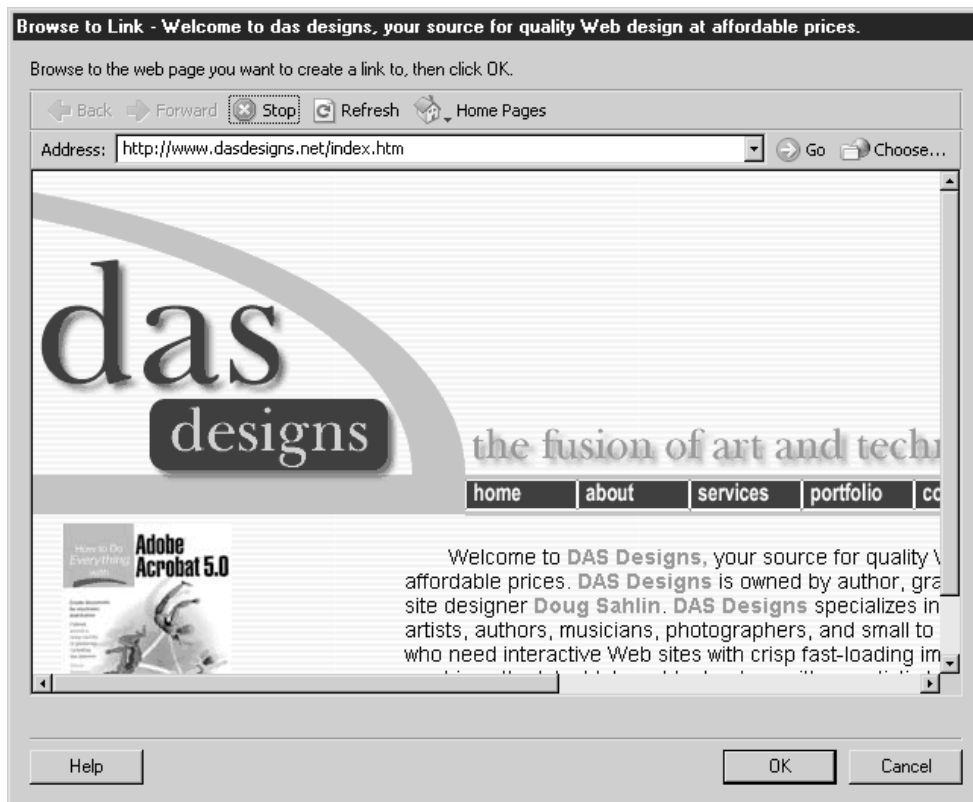 Browse to Link - Welcome to das designs, your source for quality Web design at affordable prices.
Browse to the web page you want to create a link to, then click OK.
Back Forward Stop Refresh Home Pages
Address: http://www.dasdesigns.net/index.htm Go Choose...
das
designs
the fusion of art and tech
home about services portfolio co
How to Do
Everything
with
Adobe
Acrobat 5.0
Welcome to DAS Designs, your source for quality
affordable prices. DAS Designs is owned by author, gra
site designer Doug Sahlin. DAS Designs specializes in
artists, authors, musicians, photographers, and small to
who need interactive Web sites with crisp fast-loading im
Help OK Cancel